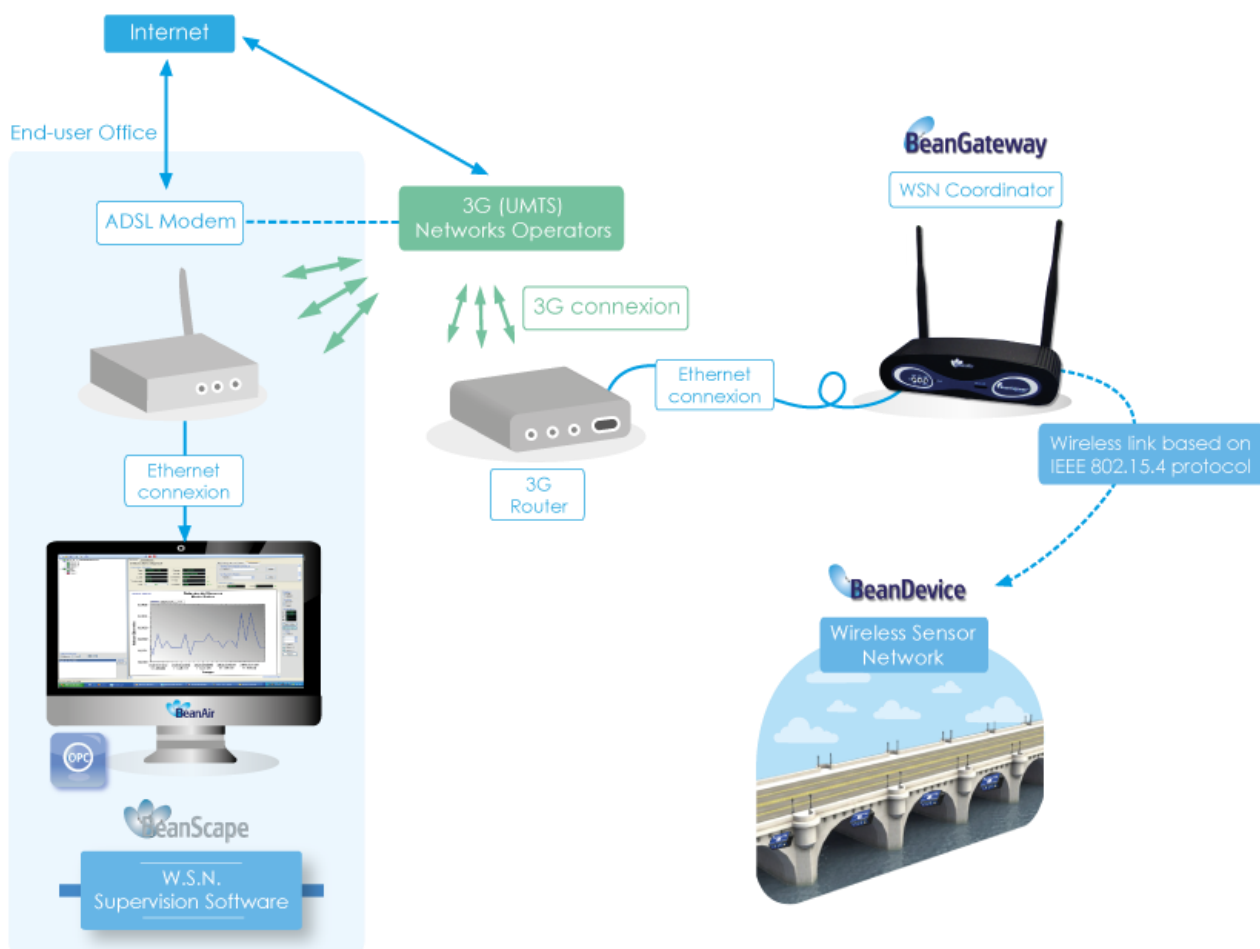 Internet
End-user Office
ADSL Modem
3G (UMTS)
Networks Operators
3G connexion
BeanGateway
WSN Coordinator
Ethernet
connexion
3G
Router
Wireless link based on
IEEE 802.15.4 protocol
Ethernet
connexion
BeanAir
OPC
BeanScape
W.S.N.
Supervision Software
BeanDevice
Wireless Sensor
Network